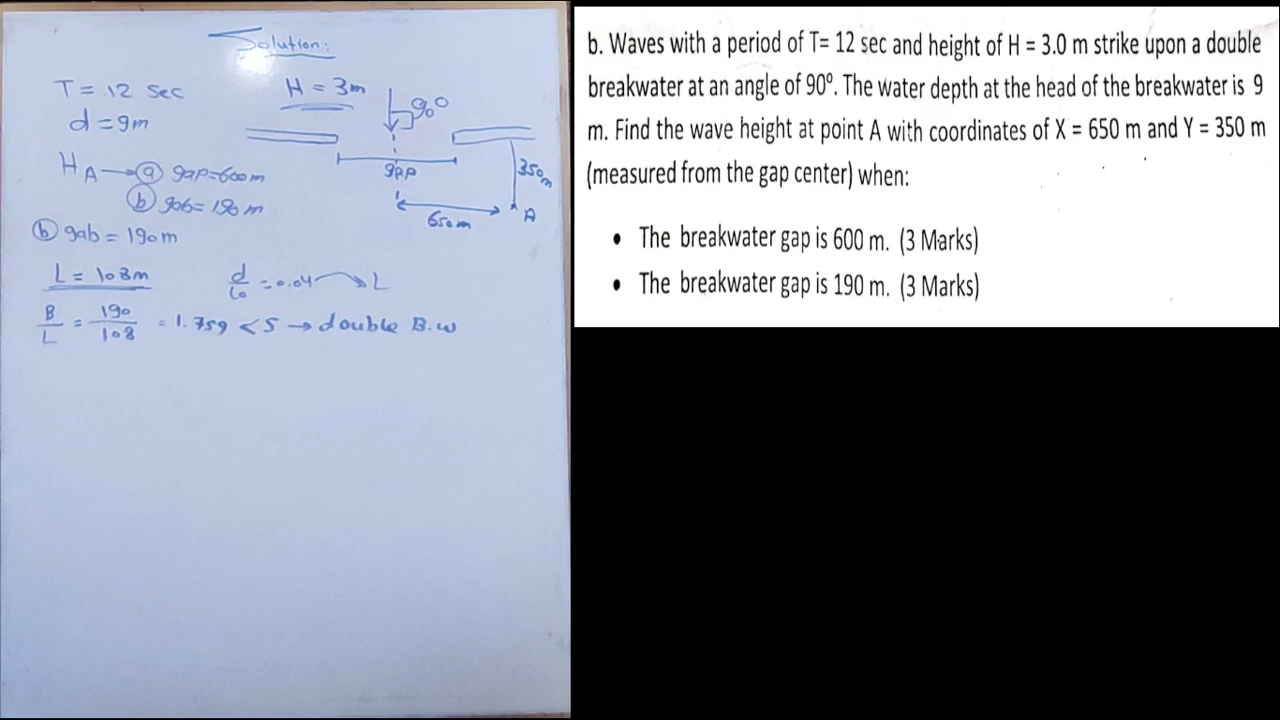 Solution:
T = 12 sec
H = 3m
90°
d = 9m
H A → ⓐ gap=600m
ⓑ gab = 190 m
gap
350m
650m
A
ⓑ gab = 190m
L = 108m
d/Lo = 0.04 → L
B/L = 190/108 = 1.759 < 5 → double B.w
b. Waves with a period of T= 12 sec and height of H = 3.0 m strike upon a double
breakwater at an angle of 90⁰. The water depth at the head of the breakwater is 9
m. Find the wave height at point A with coordinates of X = 650 m and Y = 350 m
(measured from the gap center) when:
• The breakwater gap is 600 m. (3 Marks)
• The breakwater gap is 190 m. (3 Marks)